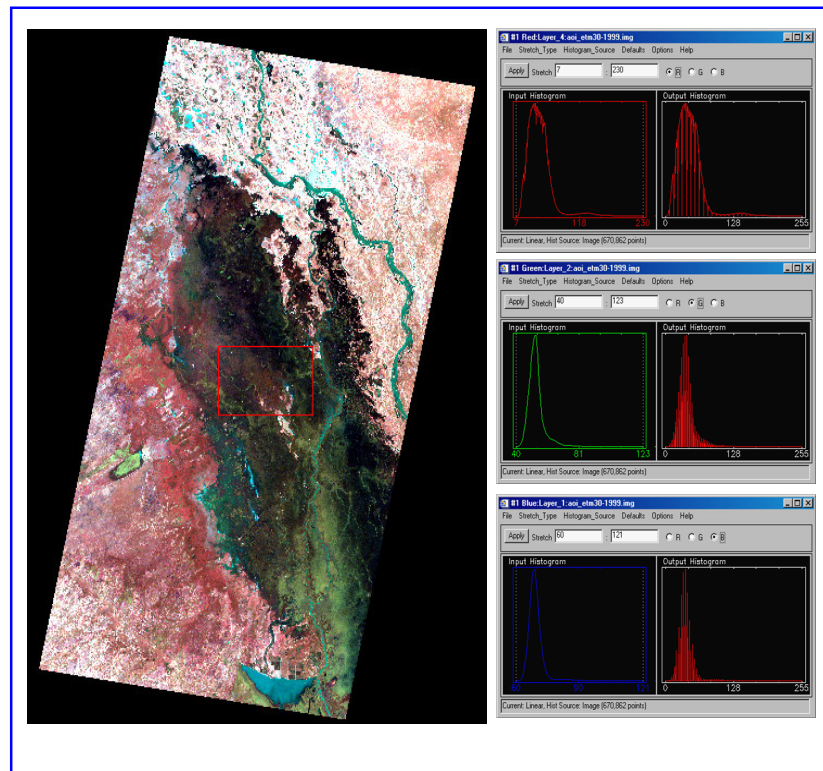 #1 Red:Layer_4:aoi_etm30-1999.img
File Stretch_Type Histogram_Source Defaults Options Help
Apply Stretch 7 : 230 R G B
Input Histogram Output Histogram
7 118 230 0 128 255
Current: Linear, Hist Source: Image (670,862 points)
#1 Green:Layer_2:aoi_etm30-1999.img
File Stretch_Type Histogram_Source Defaults Options Help
Apply Stretch 40 : 123 R G B
Input Histogram Output Histogram
40 81 123 0 128 255
Current: Linear, Hist Source: Image (670,862 points)
#1 Blue:Layer_1:aoi_etm30-1999.img
File Stretch_Type Histogram_Source Defaults Options Help
Apply Stretch 60 : 121 R G B
Input Histogram Output Histogram
60 90 121 0 128 255
Current: Linear, Hist Source: Image (670,862 points)